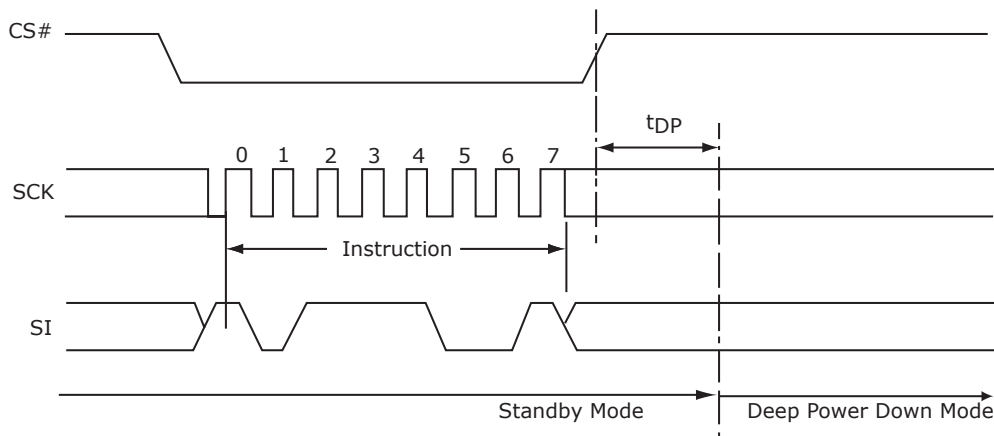 CS#
tDP
0 1 2 3 4 5 6 7
SCK
Instruction
SI
Standby Mode
Deep Power Down Mode